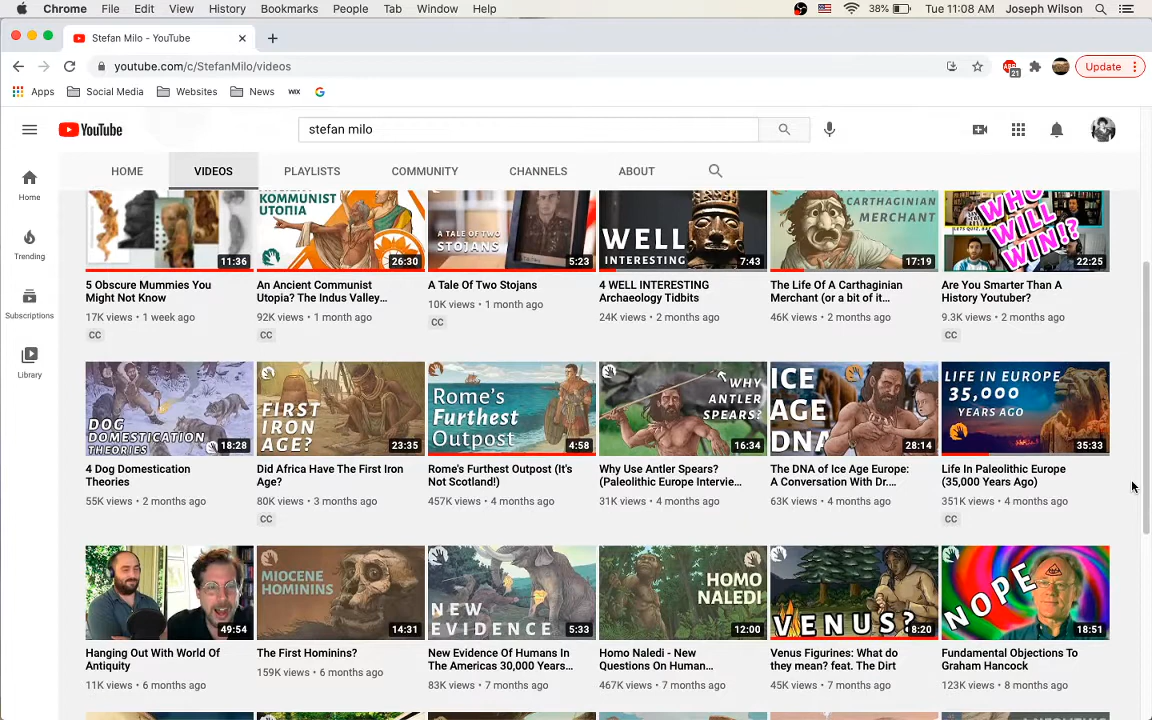 Chrome File Edit View History Bookmarks People Tab Window Help 38% Tue 11:08 AM Joseph Wilson
Stefan Milo - YouTube
youtube.com/c/StefanMilo/videos
21
Update
Apps Social Media Websites News WIX G
YouTube
stefan milo
HOME VIDEOS PLAYLISTS COMMUNITY CHANNELS ABOUT
Home
Trending
Subscriptions
Library
11:36
5 Obscure Mummies You
Might Not Know
17K views • 1 week ago
CC
KOMMUNIST
UTOPIA
26:30
An Ancient Communist
Utopia? The Indus Valley...
92K views • 1 month ago
CC
A TALE OF TWO
STOJANS
5:23
A Tale Of Two Stojans
10K views • 1 month ago
CC
WELL
INTERESTING
7:43
4 WELL INTERESTING
Archaeology Tidbits
24K views • 2 months ago
CARTHAGINIAN
MERCHANT
17:19
The Life Of A Carthaginian
Merchant (or a bit of it...
46K views • 2 months ago
WHO
WILL
WIN!?
22:25
Are You Smarter Than A
History Youtuber?
9.3K views • 2 months ago
CC
DOG
DOMESTICATION
THEORIES
18:28
4 Dog Domestication
Theories
55K views • 2 months ago
FIRST
IRON
AGE?
23:35
Did Africa Have The First Iron
Age?
80K views • 3 months ago
CC
Rome's
Furthest
Outpost
4:58
Rome's Furthest Outpost (It's
Not Scotland!)
457K views • 4 months ago
WHY
ANTLER
SPEARS?
16:34
Why Use Antler Spears?
(Paleolithic Europe Intervie...
31K views • 4 months ago
ICE
AGE
DNA
28:14
The DNA of Ice Age Europe:
A Conversation With Dr....
63K views • 4 months ago
LIFE IN EUROPE
35,000
YEARS AGO
35:33
Life In Paleolithic Europe
(35,000 Years Ago)
351K views • 4 months ago
CC
49:54
Hanging Out With World Of
Antiquity
11K views • 6 months ago
MIOCENE
HOMININS
14:31
The First Hominins?
159K views • 6 months ago
NEW
EVIDENCE
5:33
New Evidence Of Humans In
The Americas 30,000 Years...
83K views • 7 months ago
HOMO
NALEDI
12:00
Homo Naledi - New
Questions On Human...
467K views • 7 months ago
VENUS?
8:20
Venus Figurines: What do
they mean? feat. The Dirt
45K views • 7 months ago
NOPE
18:51
Fundamental Objections To
Graham Hancock
123K views • 8 months ago